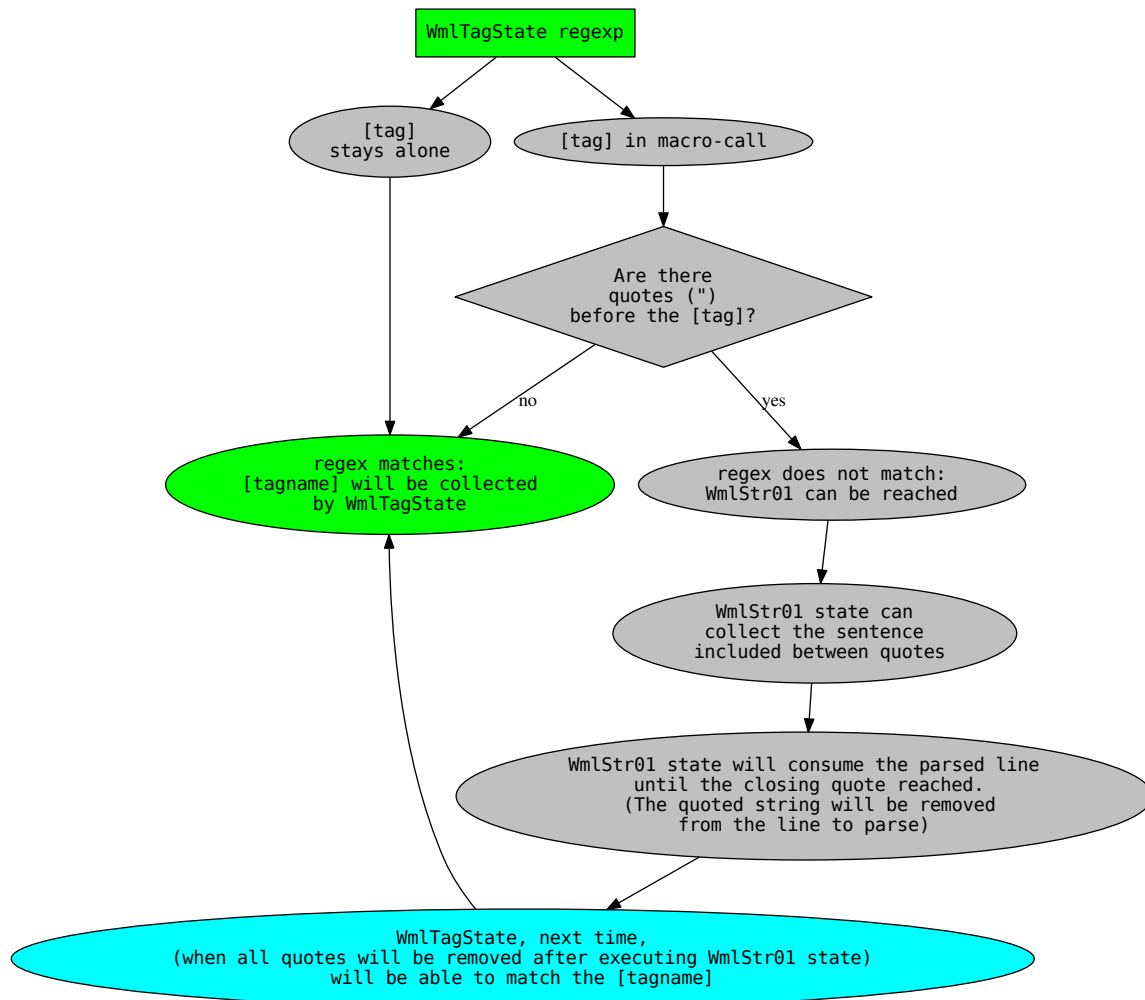 WmlTagState regexp
[tag]
stays alone
[tag] in macro-call
Are there
quotes (")
before the [tag]?
no
yes
regex matches:
[tagname] will be collected
by WmlTagState
regex does not match:
WmlStr01 can be reached
WmlStr01 state can
collect the sentence
included between quotes
WmlStr01 state will consume the parsed line
until the closing quote reached.
(The quoted string will be removed
from the line to parse)
WmlTagState, next time,
(when all quotes will be removed after executing WmlStr01 state)
will be able to match the [tagname]